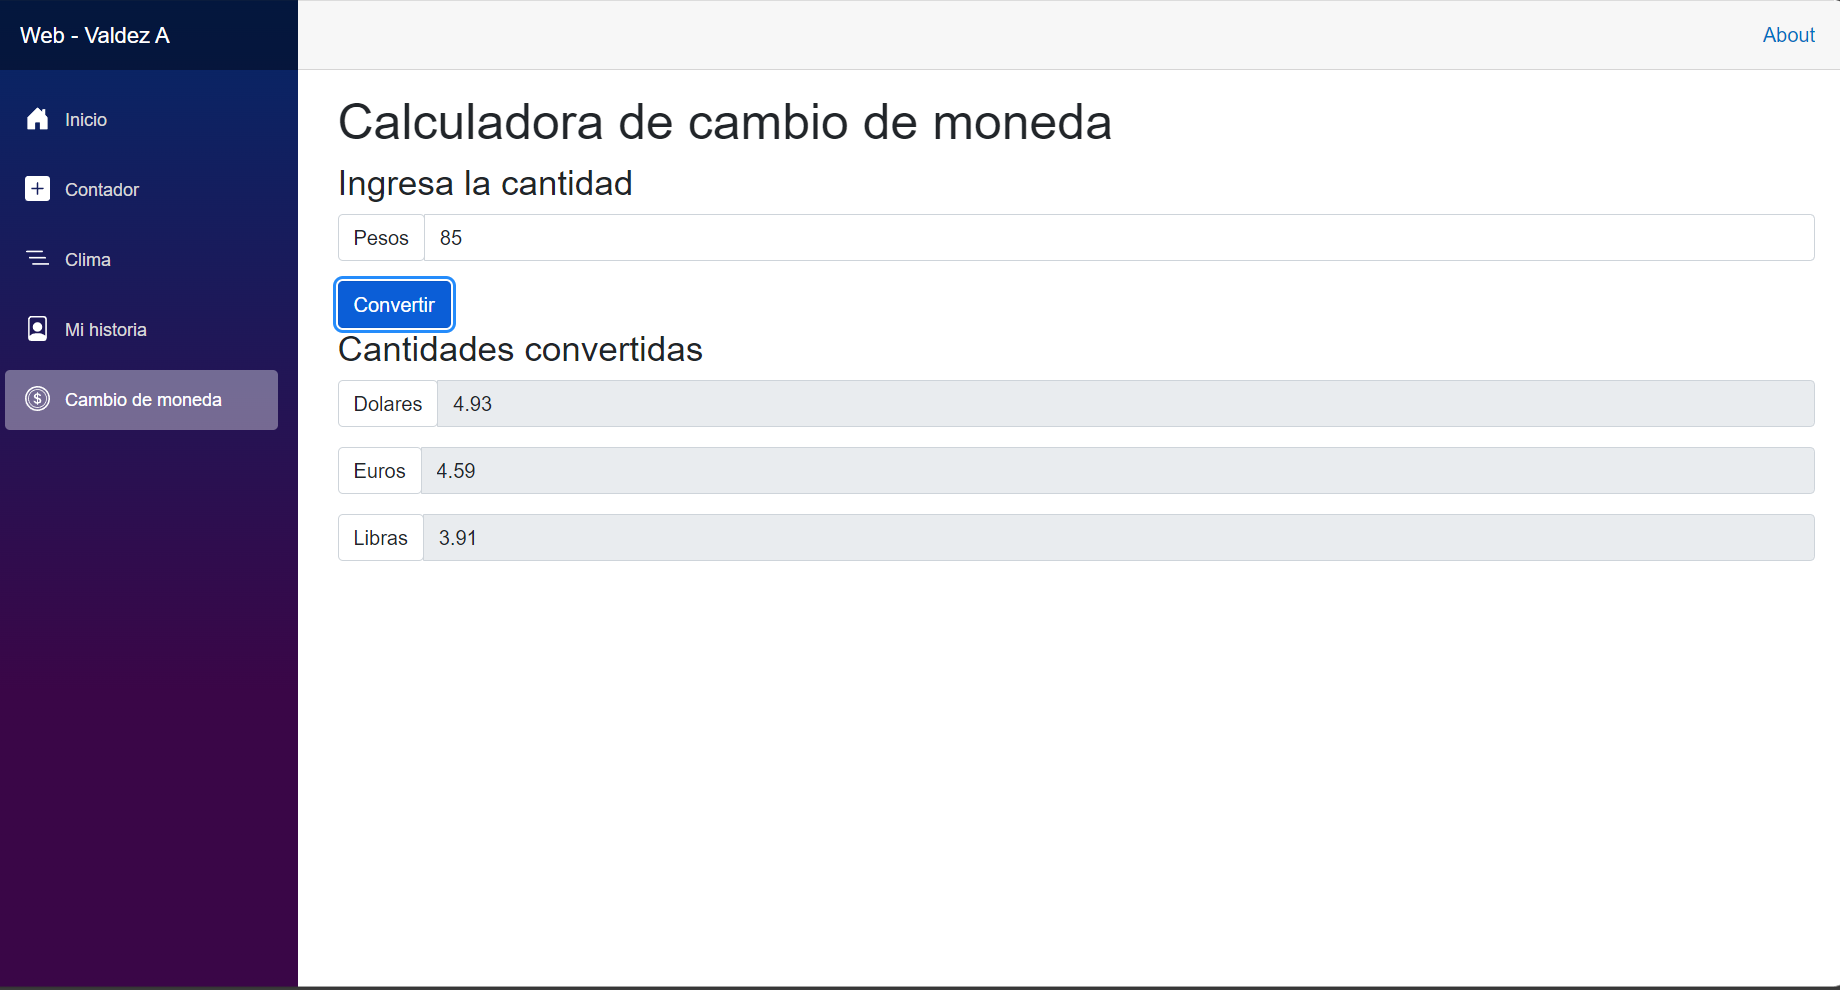 Web - Valdez A
About
Inicio
Contador
Clima
Mi historia
Cambio de moneda
Calculadora de cambio de moneda
Ingresa la cantidad
Pesos 85
Convertir
Cantidades convertidas
Dolares 4.93
Euros 4.59
Libras 3.91